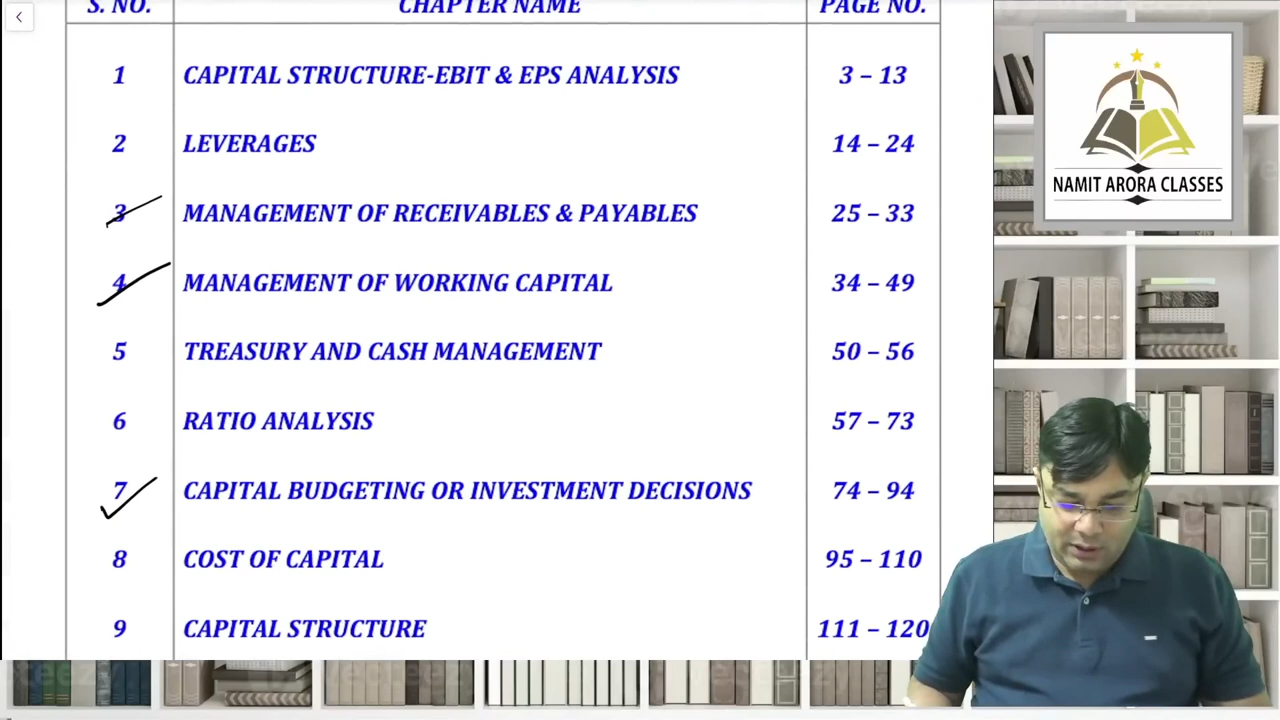 S. NO. CHAPTER NAME PAGE NO.
1 CAPITAL STRUCTURE-EBIT & EPS ANALYSIS 3 – 13
2 LEVERAGES 14 – 24
3 MANAGEMENT OF RECEIVABLES & PAYABLES 25 – 33
4 MANAGEMENT OF WORKING CAPITAL 34 – 49
5 TREASURY AND CASH MANAGEMENT 50 – 56
6 RATIO ANALYSIS 57 – 73
7 CAPITAL BUDGETING OR INVESTMENT DECISIONS 74 – 94
8 COST OF CAPITAL 95 – 110
9 CAPITAL STRUCTURE 111 – 120
NAMIT ARORA CLASSES